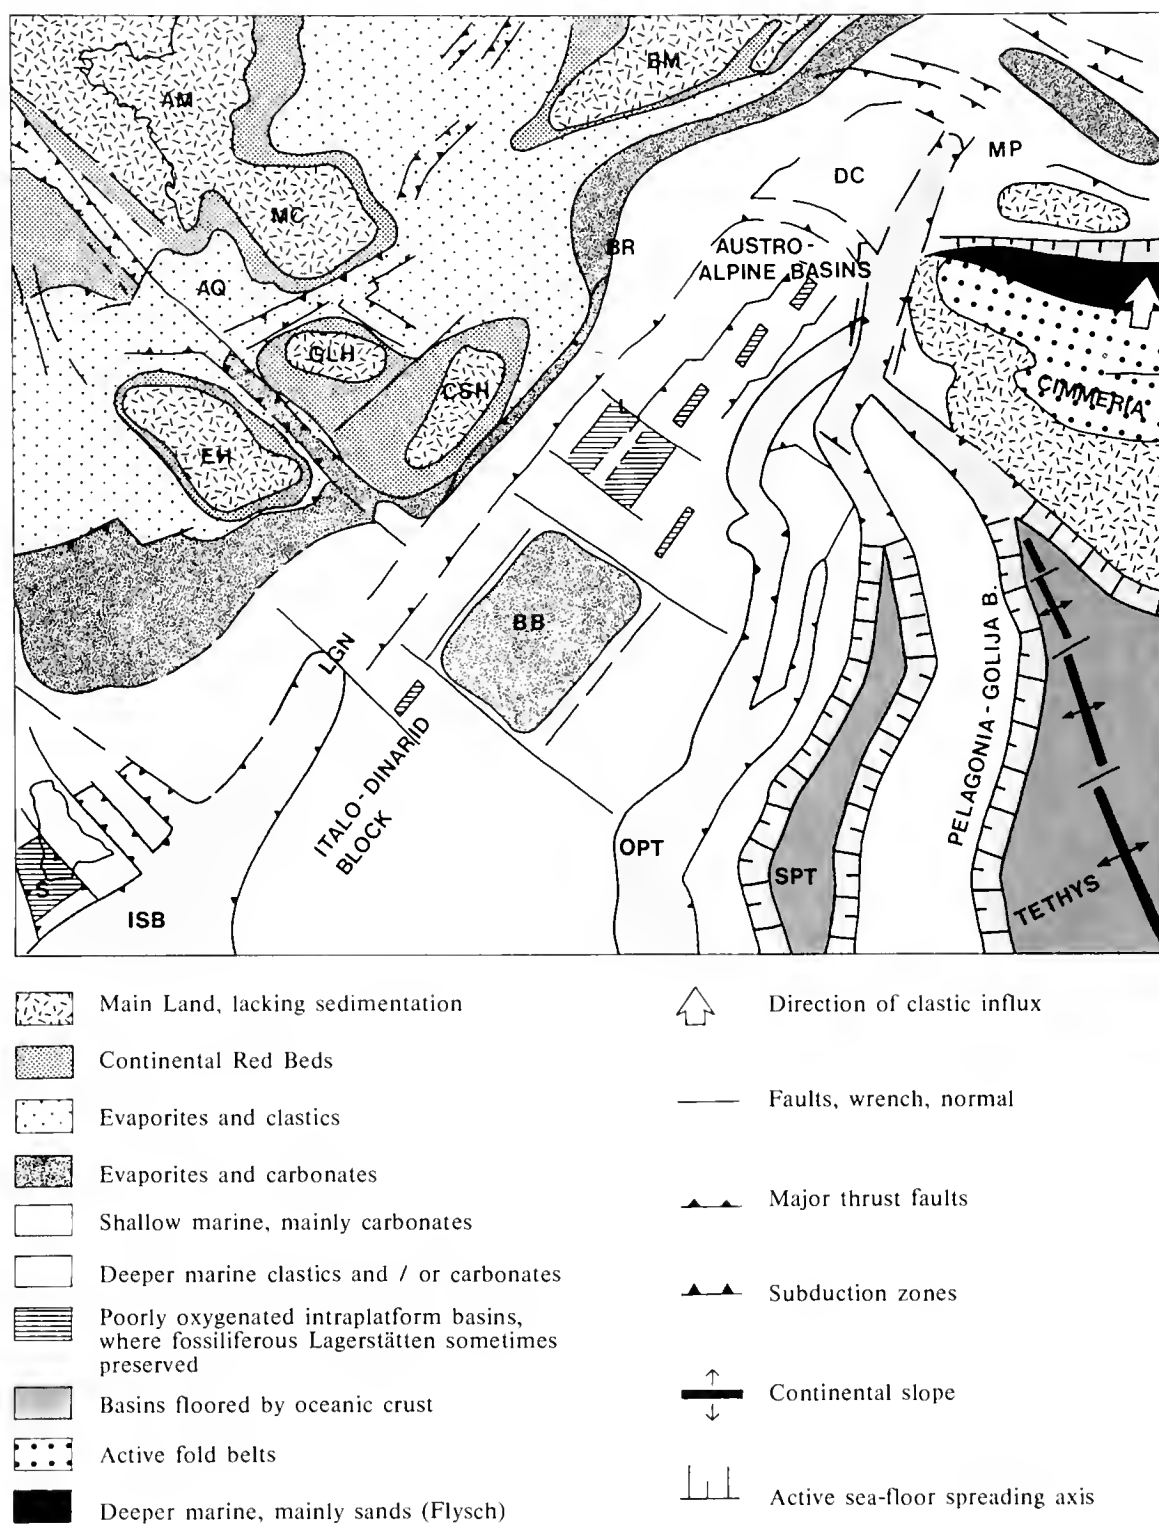 BM
AM
MP
DC
MC
BR
AUSTRO-
ALPINE BASINS
AQ
GLH
CSH
ÇIMMERIA
L
EH
BB
PELAGONIA - GOLIJA B.
LGN
ITALO - DINARID
BLOCK
OPT
SPT
TETHYS
S
ISB
Main Land, lacking sedimentation
Continental Red Beds
Evaporites and clastics
Evaporites and carbonates
Shallow marine, mainly carbonates
Deeper marine clastics and / or carbonates
Poorly oxygenated intraplatform basins,
where fossiliferous Lagerstätten sometimes
preserved
Basins floored by oceanic crust
Active fold belts
Deeper marine, mainly sands (Flysch)
Direction of clastic influx
Faults, wrench, normal
Major thrust faults
Subduction zones
Continental slope
Active sea-floor spreading axis